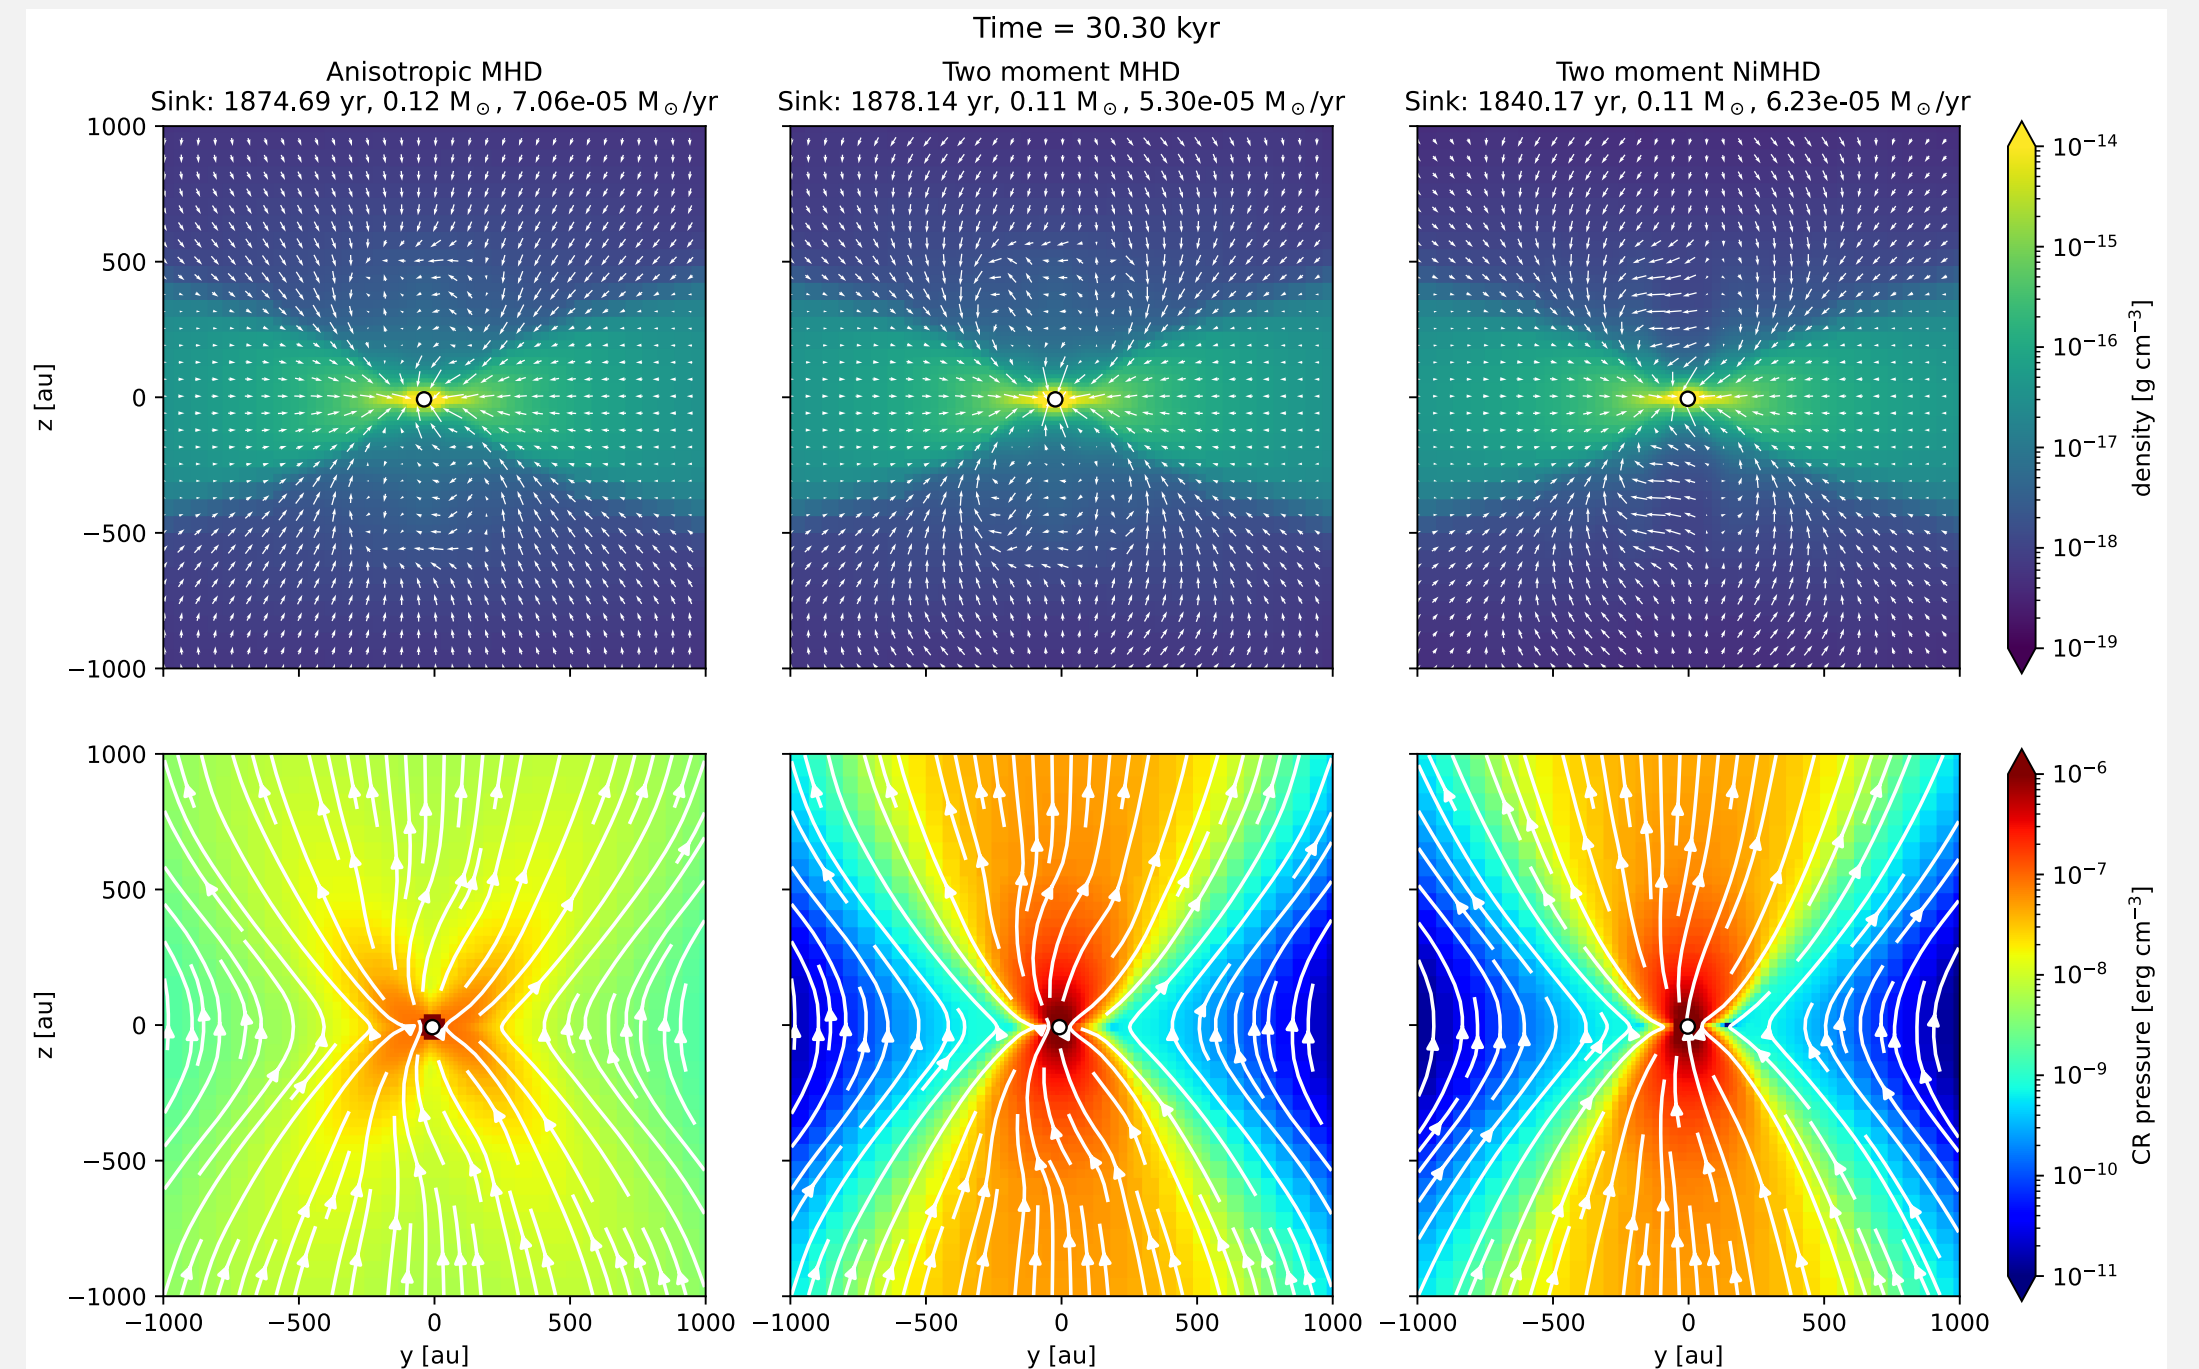 Time = 30.30 kyr
Anisotropic MHD
Sink: 1874.69 yr, 0.12 M⊙, 7.06e-05 M⊙/yr
Two moment MHD
Sink: 1878.14 yr, 0.11 M⊙, 5.30e-05 M⊙/yr
Two moment NiMHD
Sink: 1840.17 yr, 0.11 M⊙, 6.23e-05 M⊙/yr
1000
500
0
−500
−1000
z [au]
10⁻¹⁴
10⁻¹⁵
10⁻¹⁶
10⁻¹⁷
10⁻¹⁸
10⁻¹⁹
density [g cm⁻³]
1000
500
0
−500
−1000
z [au]
−1000 −500 0 500 1000
y [au]
−1000 −500 0 500 1000
y [au]
−1000 −500 0 500 1000
y [au]
10⁻⁶
10⁻⁷
10⁻⁸
10⁻⁹
10⁻¹⁰
10⁻¹¹
CR pressure [erg cm⁻³]